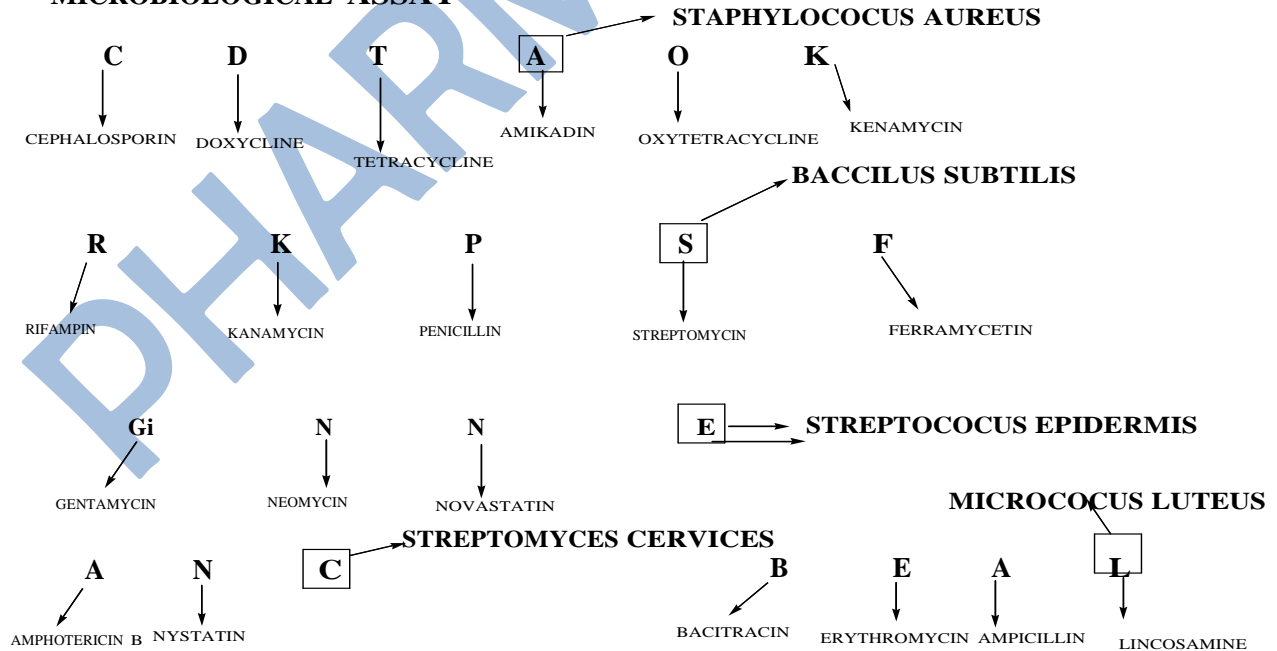 MICROBIOLOGICAL ASSAY
STAPHYLOCOCUS AUREUS
C D T A O K
CEPHALOSPORIN DOXYCLINE TETRACYCLINE AMIKADIN OXYTETRACYCLINE KENAMYCIN
BACCILUS SUBTILIS
R K P S F
RIFAMPIN KANAMYCIN PENICILLIN STREPTOMYCIN FERRAMYCETIN
Gi N N E STREPTOCOCUS EPIDERMIS
GENTAMYCIN NEOMYCIN NOVASTATIN
MICROCOCUS LUTEUS
STREPTOMYCES CERVICES
A N C B E A L
AMPHOTERICIN B NYSTATIN BACITRACIN ERYTHROMYCIN AMPICILLIN LINCOSAMINE
PHARM